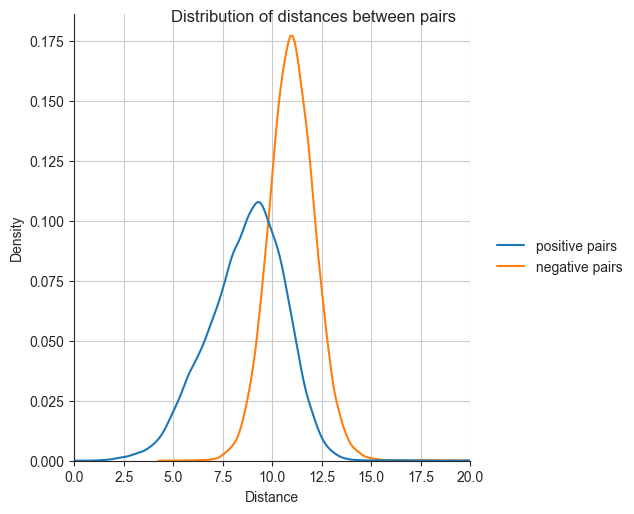 Distribution of distances between pairs
0.175
0.150
0.125
0.100
0.075
0.050
0.025
0.000
Density
0.0 2.5 5.0 7.5 10.0 12.5 15.0 17.5 20.0
Distance
positive pairs
negative pairs